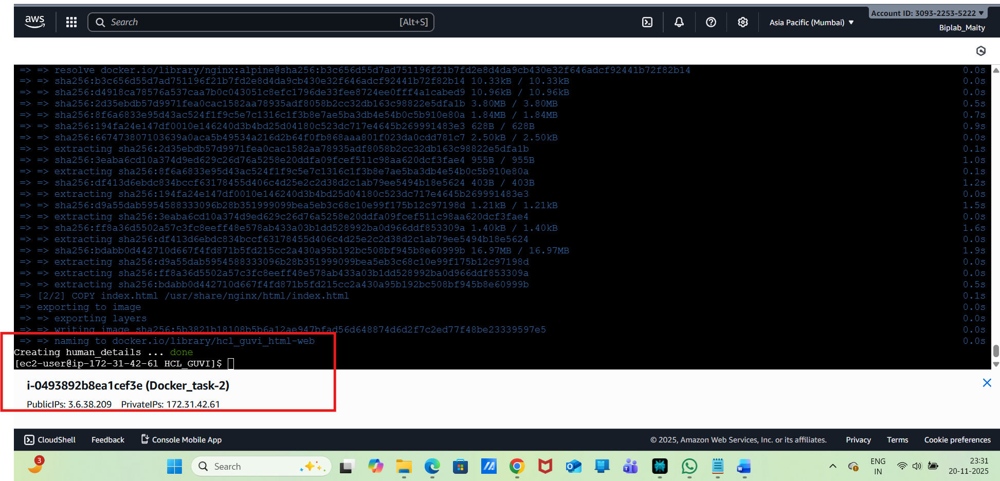 aws
Search [Alt+S]
Asia Pacific (Mumbai) ▼
Account ID: 3093-2253-5222 ▼
Biplab_Maity
=> => resolve docker.io/library/nginx:alpine@sha256:b3c656d55d7ad751196f21b7fd2e8d4da9cb430e32f646adcf92441b72f82b14 0.0s
=> => sha256:b3c656d55d7ad751196f21b7fd2e8d4da9cb430e32f646adcf92441b72f82b14 10.33kB / 10.33kB 0.0s
=> => sha256:d4918ca78576a537caa7b0c043051c8efc1796de33fee8724ee0fff4a1cabed9 10.96kB / 10.96kB 0.0s
=> => sha256:2d35ebdb57d9971fea0cac1582aa78935adf8058b2cc32db163c98822e5dfa1b 3.80MB / 3.80MB 0.5s
=> => sha256:8f6a6833e95d43ac524f1f9c5e7c1316c1f3b8e7ae5ba3db4e54b0c5b910e80a 1.84MB / 1.84MB 0.7s
=> => sha256:194fa24e147df0010e146240d3b4bd25d04180c523dc717e4645b269991483e3 628B / 628B 0.9s
=> => sha256:667473807103639a0aca5b49534a216d2b64f0fb868aaa801f023da0cdd781c7 2.50kB / 2.50kB 0.0s
=> => extracting sha256:2d35ebdb57d9971fea0cac1582aa78935adf8058b2cc32db163c98822e5dfa1b 0.1s
=> => sha256:3eaba6cd10a374d9ed629c26d76a5258e20ddfa09fcef511c98aa620dcf3fae4 955B / 955B 1.0s
=> => extracting sha256:8f6a6833e95d43ac524f1f9c5e7c1316c1f3b8e7ae5ba3db4e54b0c5b910e80a 0.1s
=> => sha256:df413d6ebdc834bccf63178455d406c4d25e2c2d38d2c1ab79ee5494b18e5624 403B / 403B 1.2s
=> => extracting sha256:194fa24e147df0010e146240d3b4bd25d04180c523dc717e4645b269991483e3 0.0s
=> => sha256:d9a55dab5954588333096b28b351999099bea5eb3c68c10e99f175b12c97198d 1.21kB / 1.21kB 1.5s
=> => extracting sha256:3eaba6cd10a374d9ed629c26d76a5258e20ddfa09fcef511c98aa620dcf3fae4 0.0s
=> => sha256:ff8a36d5502a57c3fc8eeff48e578ab433a03b1dd528992ba0d966ddf853309a 1.40kB / 1.40kB 1.6s
=> => extracting sha256:df413d6ebdc834bccf63178455d406c4d25e2c2d38d2c1ab79ee5494b18e5624 0.0s
=> => sha256:bdabb0d442710d667f4fd871b5fd215cc2a430a95b192bc508bf945b8e60999b 16.97MB / 16.97MB 1.9s
=> => extracting sha256:d9a55dab5954588333096b28b351999099bea5eb3c68c10e99f175b12c97198d 0.0s
=> => extracting sha256:ff8a36d5502a57c3fc8eeff48e578ab433a03b1dd528992ba0d966ddf853309a 0.0s
=> => extracting sha256:bdabb0d442710d667f4fd871b5fd215cc2a430a95b192bc508bf945b8e60999b 0.5s
=> [2/2] COPY index.html /usr/share/nginx/html/index.html 0.1s
=> exporting to image 0.0s
=> => exporting layers 0.0s
=> => writing image sha256:5b3821b18108b5b6a12ae947bfad56d648874d6d2f7c2ed77f48be23339597e5 0.0s
=> => naming to docker.io/library/hcl_guvi_html-web 0.0s
Creating human_details ... done
[ec2-user@ip-172-31-42-61 HCL_GUVI]$
i-0493892b8ea1cef3e (Docker_task-2)
PublicIPs: 3.6.38.209 PrivateIPs: 172.31.42.61
CloudShell Feedback Console Mobile App © 2025, Amazon Web Services, Inc. or its affiliates. Privacy Terms Cookie preferences
3
Search
ENG
IN
23:31
20-11-2025